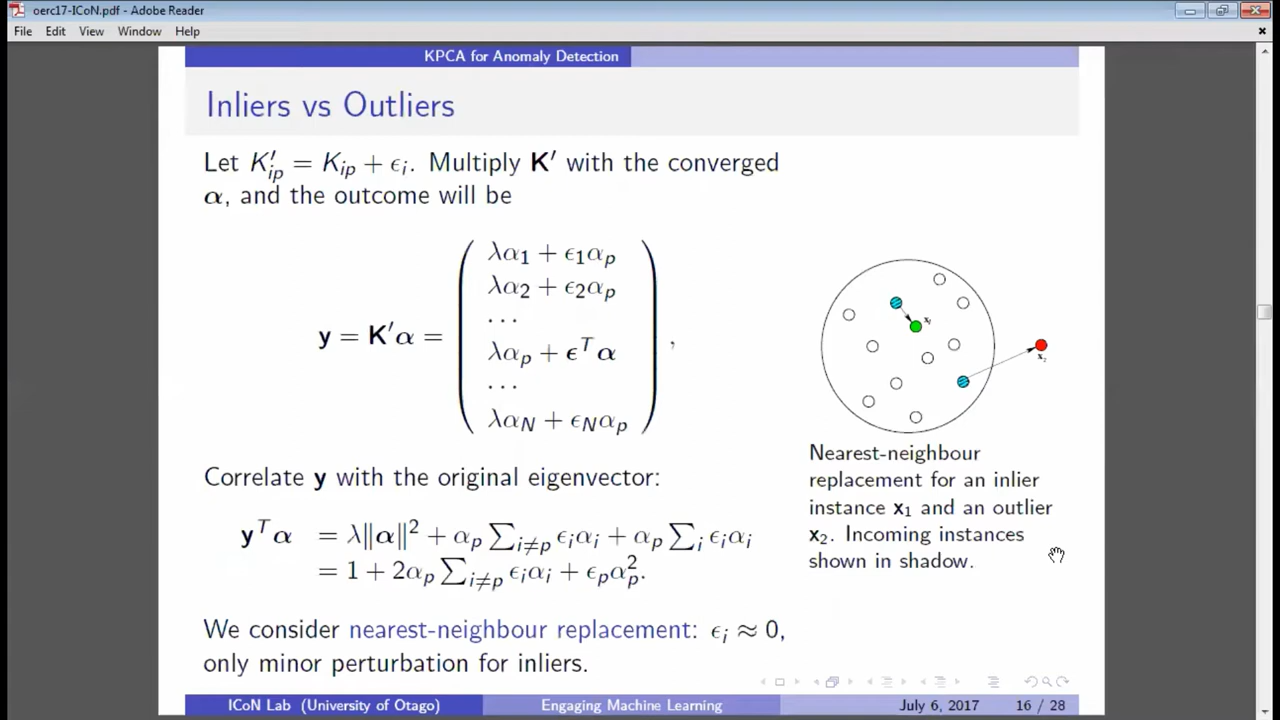 oerc17-ICoN.pdf - Adobe Reader
File Edit View Window Help
KPCA for Anomaly Detection
Inliers vs Outliers
Let K′ip = Kip + ϵi. Multiply K′ with the converged
α, and the outcome will be
λα1 + ϵ1αp
λα2 + ϵ2αp
· · ·
y = K′α = ( λαp + ϵᵀα ) ,
· · ·
λαN + ϵNαp
Correlate y with the original eigenvector:
yᵀα = λ‖α‖² + αp ∑i≠p ϵiαi + αp ∑i ϵiαi
= 1 + 2αp ∑i≠p ϵiαi + ϵpα²p.
We consider nearest-neighbour replacement: ϵi ≈ 0,
only minor perturbation for inliers.
x1
x2
Nearest-neighbour
replacement for an inlier
instance x1 and an outlier
x2. Incoming instances
shown in shadow.
ICoN Lab (University of Otago) Engaging Machine Learning July 6, 2017 16 / 28